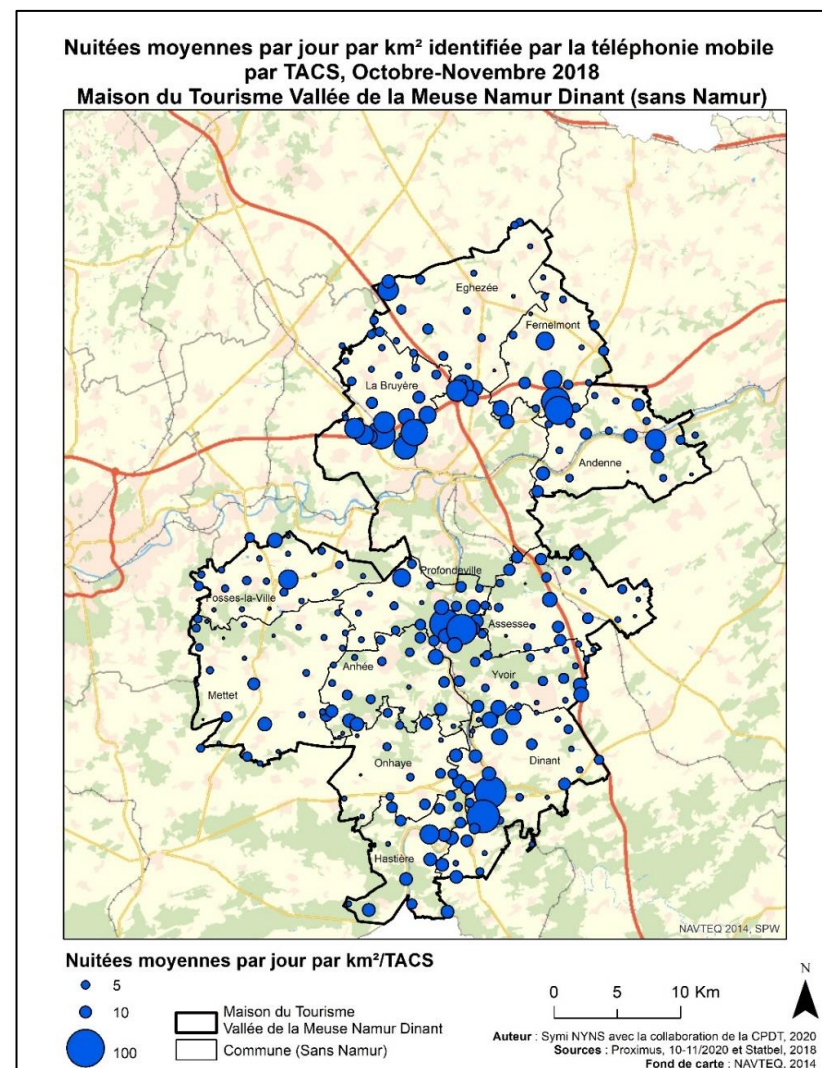 Nuitées moyennes par jour par km² identifiée par la téléphonie mobile
par TACS, Octobre-Novembre 2018
Maison du Tourisme Vallée de la Meuse Namur Dinant (sans Namur)
Eghezée
Fernelmont
La Bruyère
Andenne
Profondeville
Fosses-la-Ville
Assesse
Anhée
Yvoir
Mettet
Onhaye
Dinant
Hastière
NAVTEQ 2014, SPW
Nuitées moyennes par jour par km²/TACS
5
10
100
Maison du Tourisme
Vallée de la Meuse Namur Dinant
Commune (Sans Namur)
0 5 10 Km
N
Auteur : Symi NYNS avec la collaboration de la CPDT, 2020
Sources : Proximus, 10-11/2020 et Statbel, 2018
Fond de carte : NAVTEQ, 2014